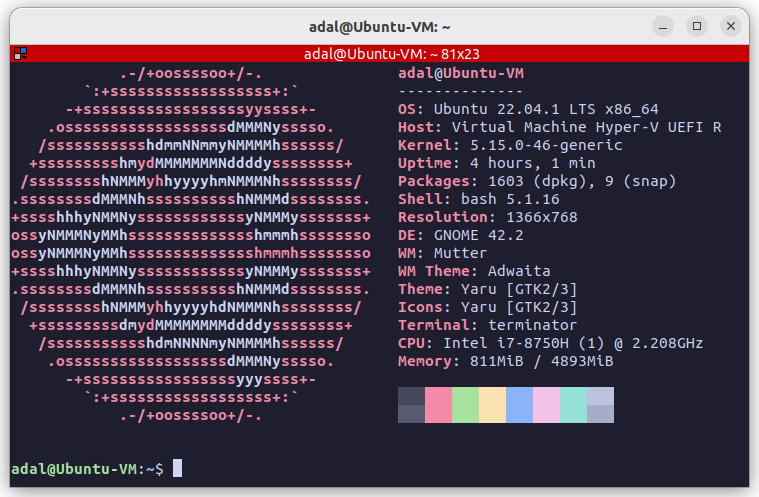 adal@Ubuntu-VM: ~
adal@Ubuntu-VM: ~ 81x23
.-/+oossssoo+/-.
`:+ssssssssssssssssss+:`
-+ssssssssssssssssssyyssss+-
.ossssssssssssssssssdMMMNysssso.
/ssssssssssshdmmNNmmyNMMMMhssssss/
+ssssssssshmydMMMMMMMNddddyssssssss+
/sssssssshNMMMyhhyyyyhmNMMMNhssssssss/
.ssssssssdMMMNhsssssssssshNMMMdssssssss.
+sssshhhyNMMNyssssssssssssyNMMMysssssss+
ossyNMMMNyMMhsssssssssssssshmmmhssssssso
ossyNMMMNyMMhsssssssssssssshmmmhssssssso
+sssshhhyNMMNyssssssssssssyNMMMysssssss+
.ssssssssdMMMNhsssssssssshNMMMdssssssss.
/sssssssshNMMMyhhyyyyhdNMMMNhssssssss/
+sssssssssdmydMMMMMMMMddddyssssssss+
/ssssssssssshdmNNNNmyNMMMMhssssss/
.ossssssssssssssssssdMMMNysssso.
-+sssssssssssssssssyyyssss+-
`:+ssssssssssssssssss+:`
.-/+oossssoo+/-.
adal@Ubuntu-VM
--------------
OS: Ubuntu 22.04.1 LTS x86_64
Host: Virtual Machine Hyper-V UEFI R
Kernel: 5.15.0-46-generic
Uptime: 4 hours, 1 min
Packages: 1603 (dpkg), 9 (snap)
Shell: bash 5.1.16
Resolution: 1366x768
DE: GNOME 42.2
WM: Mutter
WM Theme: Adwaita
Theme: Yaru [GTK2/3]
Icons: Yaru [GTK2/3]
Terminal: terminator
CPU: Intel i7-8750H (1) @ 2.208GHz
Memory: 811MiB / 4893MiB
adal@Ubuntu-VM:~$